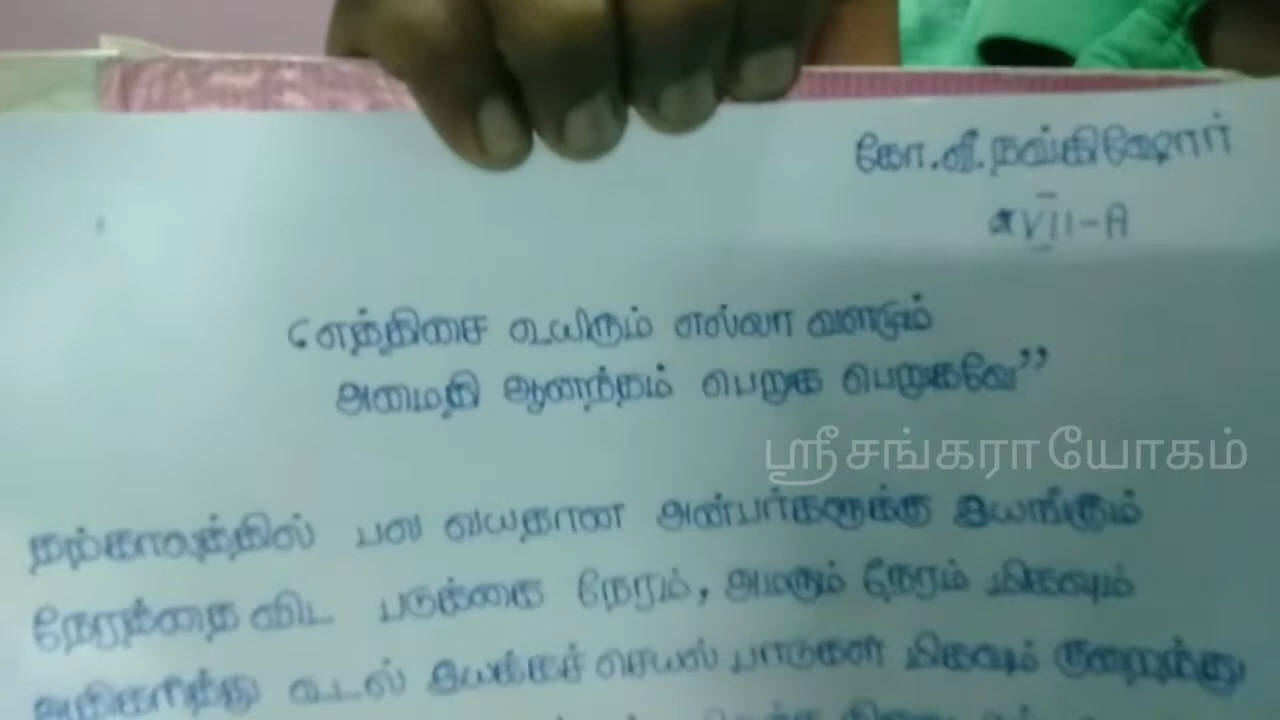 கோ.வீ.நவ்கிஷோர்
VII-A
“எத்திசை உயிரும் எல்லா வளமும்
அமைதி ஆனந்தம் பெறுக பெறுகவே”
ஸ்ரீ சங்கரா யோகம்
தற்காலத்தில் பல வயதான அன்பர்களுக்கு இயங்கும்
நேரத்தை விட படுக்கை நேரம், அமரும் நேரம் மிகவும்
அதிகரித்து உடல் இயக்கச் செயல் பாடுகள் மிகவும் குறைந்து